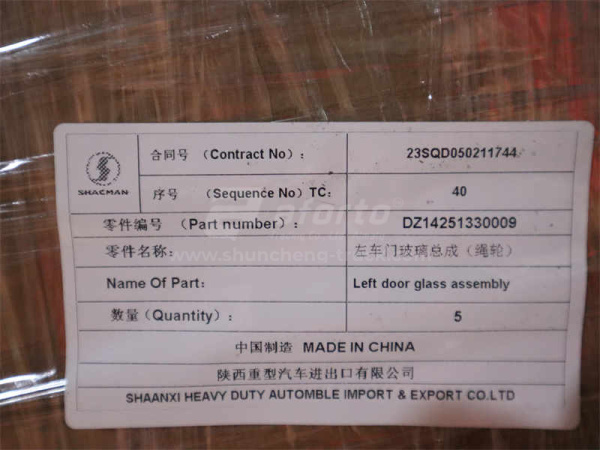 合同号 （Contract No）： 23SQD050211744
SHACMAN
序号 （Sequence No）TC： 40
零件编号 （Part number）： DZ14251330009
零件名称： 左车门玻璃总成（绳轮）
Name Of Part： Left door glass assembly
数量（Quantity）： 5
中国制造 MADE IN CHINA
陕西重型汽车进出口有限公司
SHAANXI HEAVY DUTY AUTOMBLE IMPORT & EXPORT CO.LTD